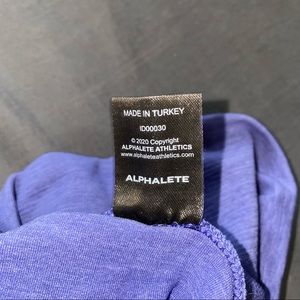 MADE IN TURKEY
ID00030
© 2020 Copyright
ALPHALETE ATHLETICS
www.alphaleteathletics.com
ALPHALETE